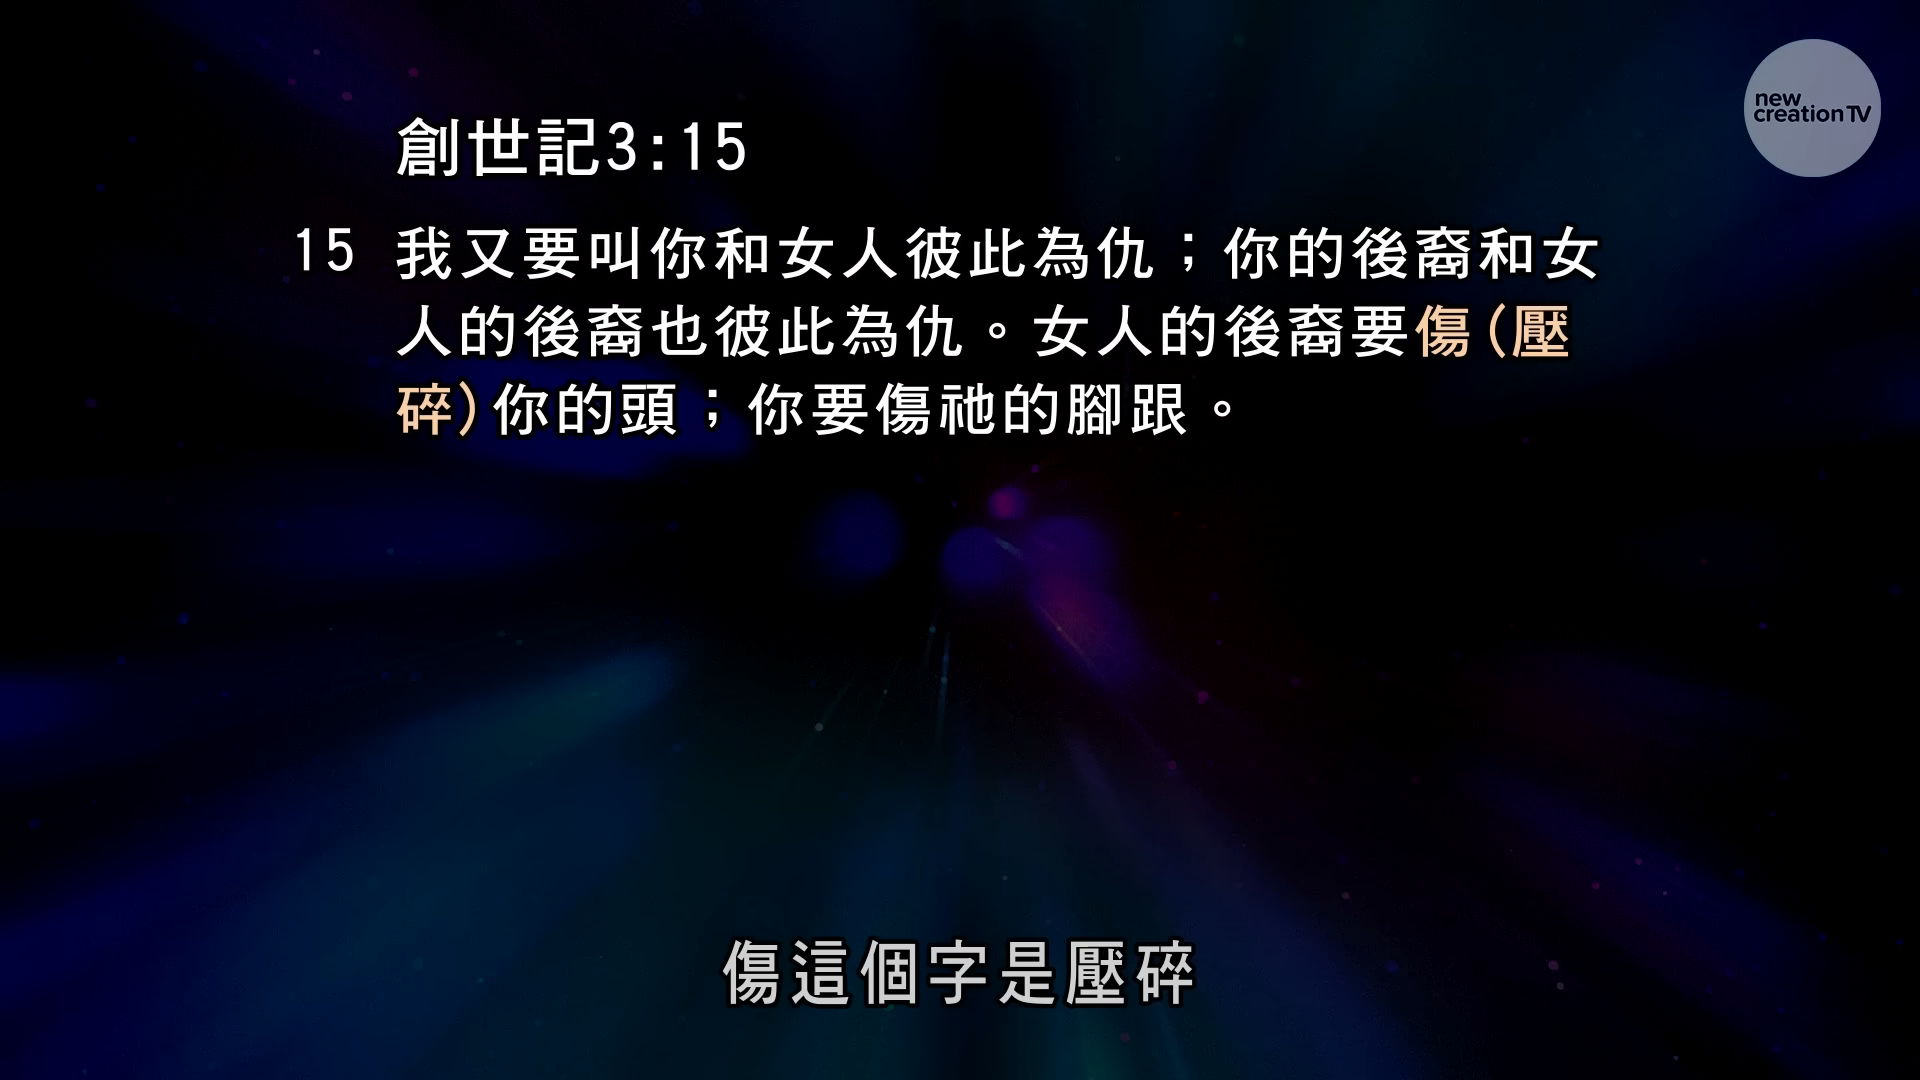 new
creationTV
創世記3:15
15 我又要叫你和女人彼此為仇；你的後裔和女
人的後裔也彼此為仇。女人的後裔要傷(壓
碎)你的頭；你要傷祂的腳跟。
傷這個字是壓碎